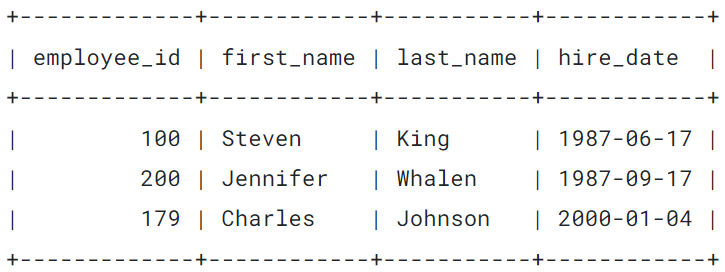 +-------------+------------+-----------+------------+
| employee_id | first_name | last_name | hire_date  |
+-------------+------------+-----------+------------+
|         100 | Steven     | King      | 1987-06-17 |
|         200 | Jennifer   | Whalen    | 1987-09-17 |
|         179 | Charles    | Johnson   | 2000-01-04 |
+-------------+------------+-----------+------------+